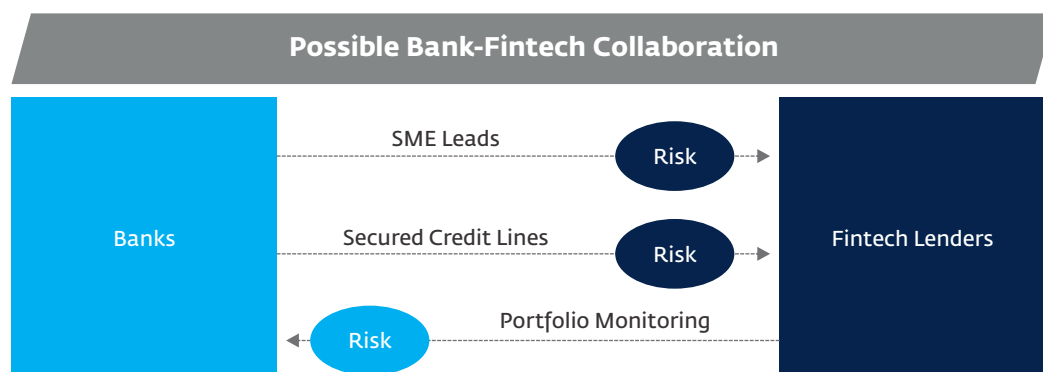 Possible Bank-Fintech Collaboration
SME Leads
Risk
Banks
Secured Credit Lines
Risk
Fintech Lenders
Portfolio Monitoring
Risk